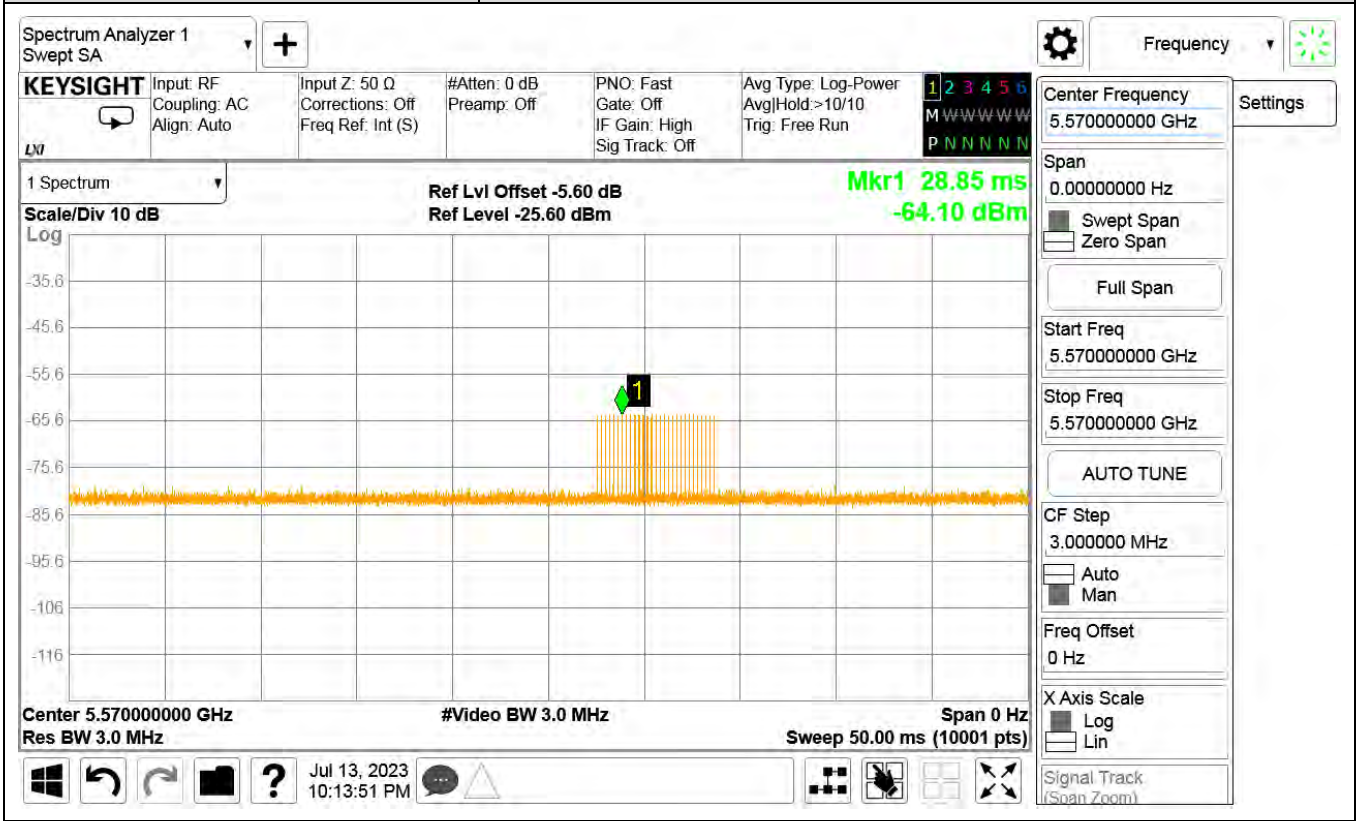 Spectrum Analyzer 1
Swept SA
+
Frequency
KEYSIGHT
LXI
Input: RF
Coupling: AC
Align: Auto
Input Z: 50 Ω
Corrections: Off
Freq Ref: Int (S)
#Atten: 0 dB
Preamp: Off
PNO: Fast
Gate: Off
IF Gain: High
Sig Track: Off
Avg Type: Log-Power
Avg|Hold:>10/10
Trig: Free Run
1 2 3 4 5 6
M W W W W W
P N N N N N
1 Spectrum
Scale/Div 10 dB
Log
Ref Lvl Offset -5.60 dB
Ref Level -25.60 dBm
Mkr1 28.85 ms
-64.10 dBm
-35.6
-45.6
-55.6
-65.6
-75.6
-85.6
-95.6
-106
-116
1
Center 5.570000000 GHz
Res BW 3.0 MHz
#Video BW 3.0 MHz
Span 0 Hz
Sweep 50.00 ms (10001 pts)
?
Jul 13, 2023
10:13:51 PM
Center Frequency
5.570000000 GHz
Settings
Span
0.00000000 Hz
Swept Span
Zero Span
Full Span
Start Freq
5.570000000 GHz
Stop Freq
5.570000000 GHz
AUTO TUNE
CF Step
3.000000 MHz
Auto
Man
Freq Offset
0 Hz
X Axis Scale
Log
Lin
Signal Track
(Span Zoom)